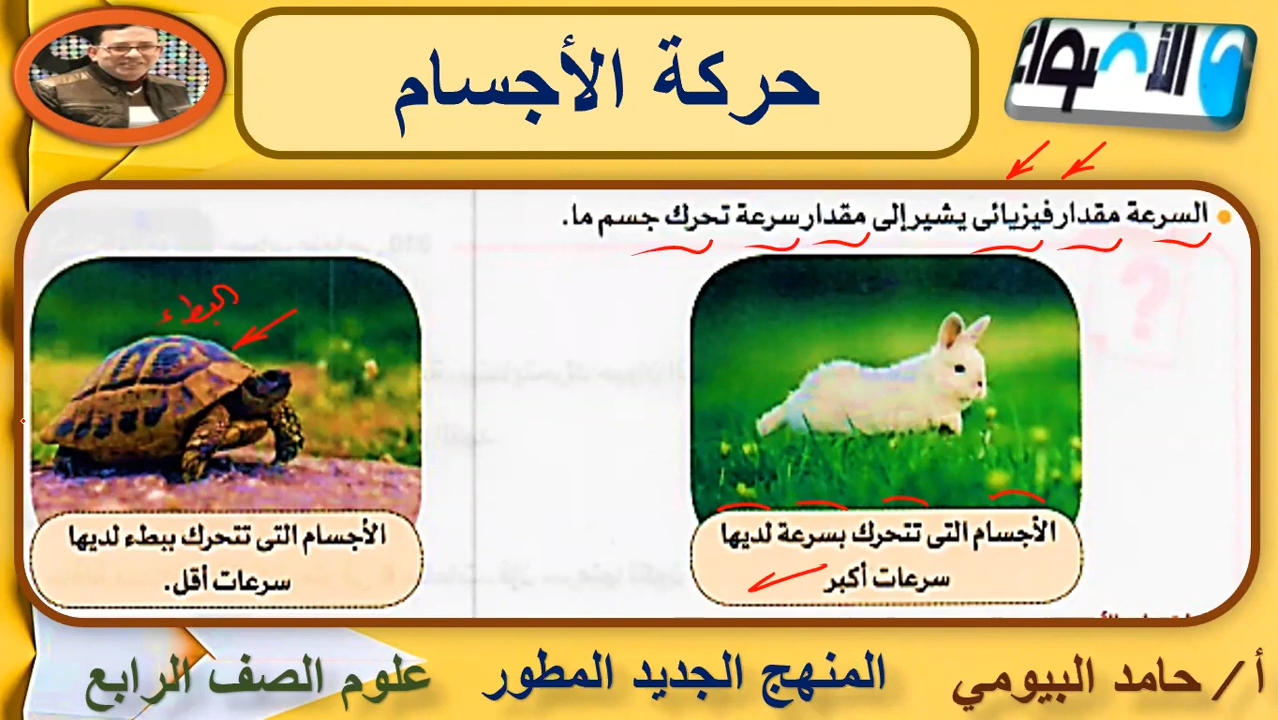 الأضواء
حركة الأجسام
السرعة مقدار فيزيائى يشير إلى مقدار سرعة تحرك جسم ما.
البطء
الأجسام التى تتحرك بسرعة لديها
سرعات أكبر
الأجسام التى تتحرك ببطء لديها
سرعات أقل.
أ/ حامد البيومي
المنهج الجديد المطور
علوم الصف الرابع